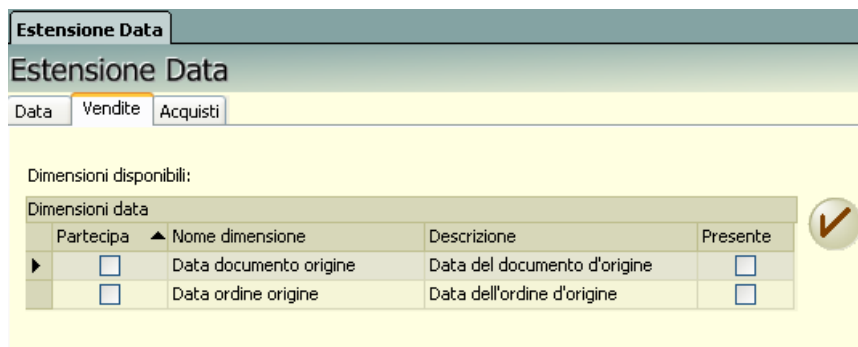 Estensione Data
Estensione Data
Data Vendite Acquisti
Dimensioni disponibili:
Dimensioni data
Partecipa Nome dimensione Descrizione Presente
Data documento origine Data del documento d'origine
Data ordine origine Data dell'ordine d'origine